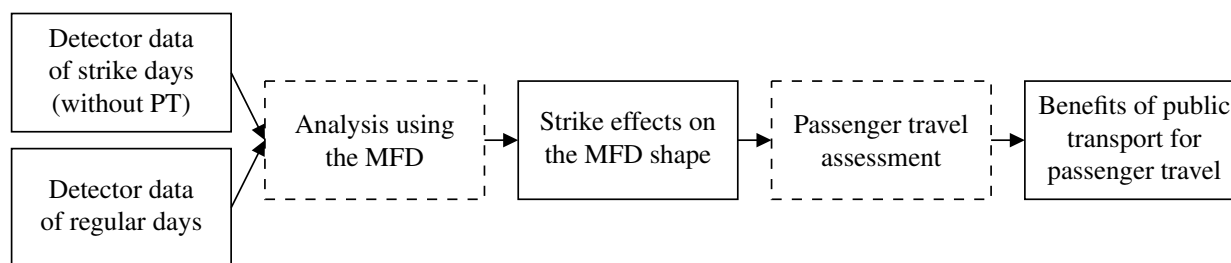 Detector data
of strike days
(without PT)
Detector data
of regular days
Analysis using
the MFD
Strike effects on
the MFD shape
Passenger travel
assessment
Benefits of public
transport for
passenger travel